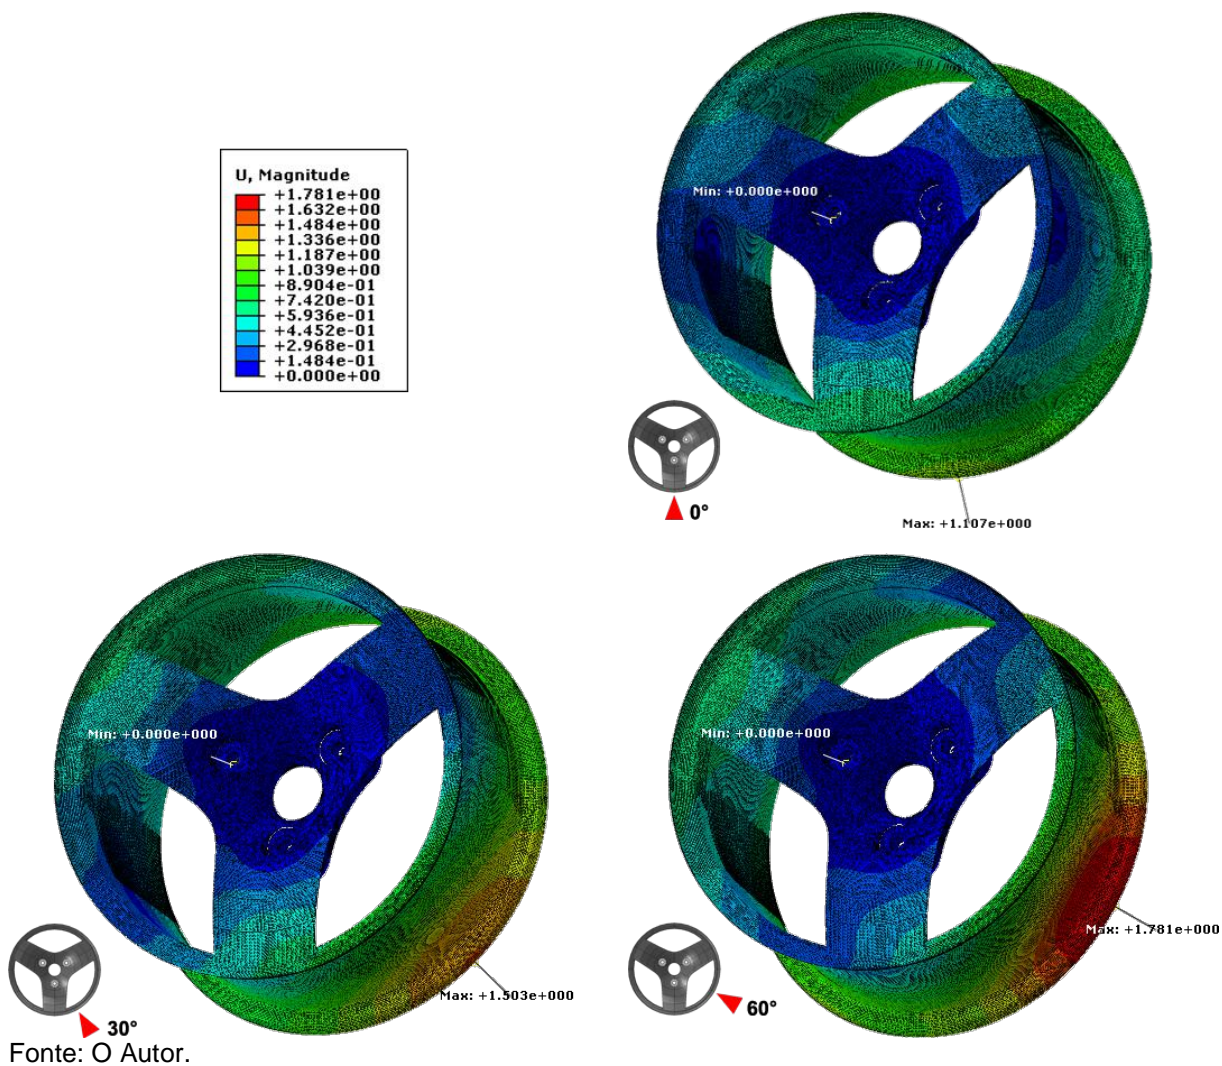 U, Magnitude
+1.781e+00
+1.632e+00
+1.484e+00
+1.336e+00
+1.187e+00
+1.039e+00
+8.904e-01
+7.420e-01
+5.936e-01
+4.452e-01
+2.968e-01
+1.484e-01
+0.000e+00
Min: +0.000e+000
0°
Max: +1.107e+000
Min: +0.000e+000
Max: +1.503e+000
30°
Min: +0.000e+000
Max: +1.781e+000
60°
Fonte: O Autor.